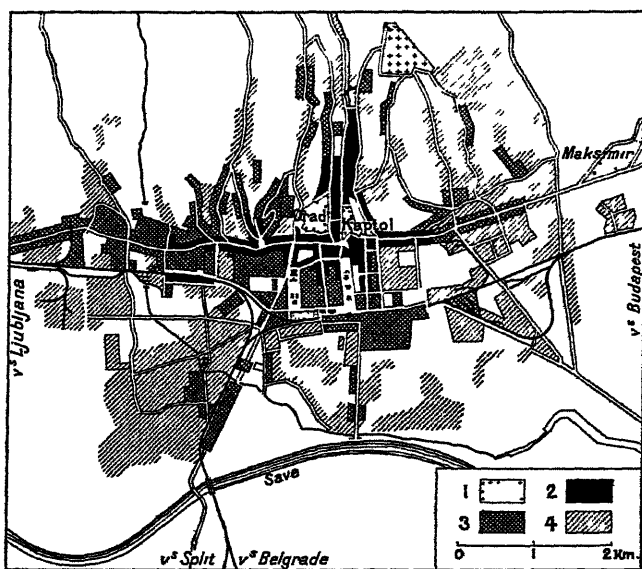 Maksimir
Grad
Kaptol
vˢ Ljubljana
vˢ Budapest
Save
vˢ Split
vˢ Belgrade
1 2
3 4
0 1 2 Km.